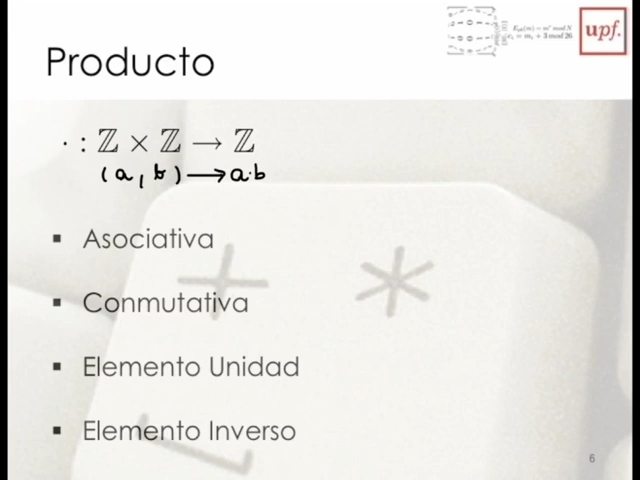 upf.
Producto
· : ℤ × ℤ → ℤ
(a, b) → a·b
▪ Asociativa
▪ Conmutativa
▪ Elemento Unidad
▪ Elemento Inverso
6